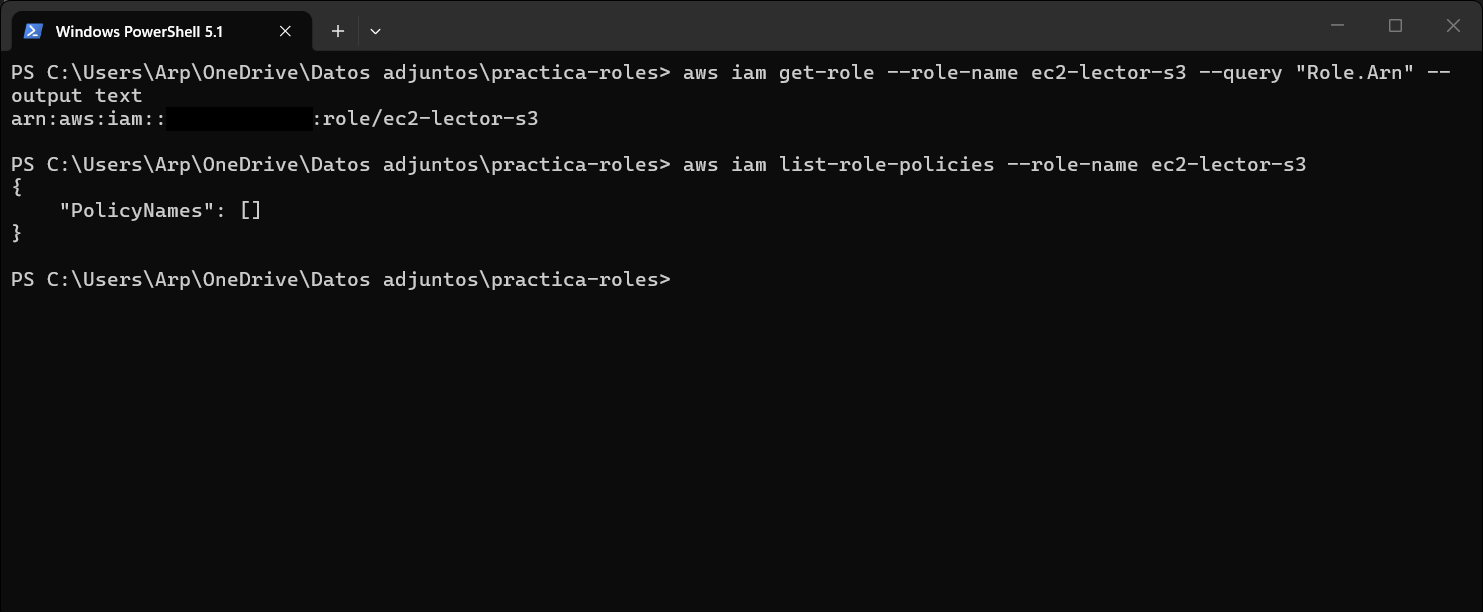 Windows PowerShell 5.1
PS C:\Users\Arp\OneDrive\Datos adjuntos\practica-roles> aws iam get-role --role-name ec2-lector-s3 --query "Role.Arn" --
output text
arn:aws:iam:: :role/ec2-lector-s3
PS C:\Users\Arp\OneDrive\Datos adjuntos\practica-roles> aws iam list-role-policies --role-name ec2-lector-s3
{
    "PolicyNames": []
}
PS C:\Users\Arp\OneDrive\Datos adjuntos\practica-roles>